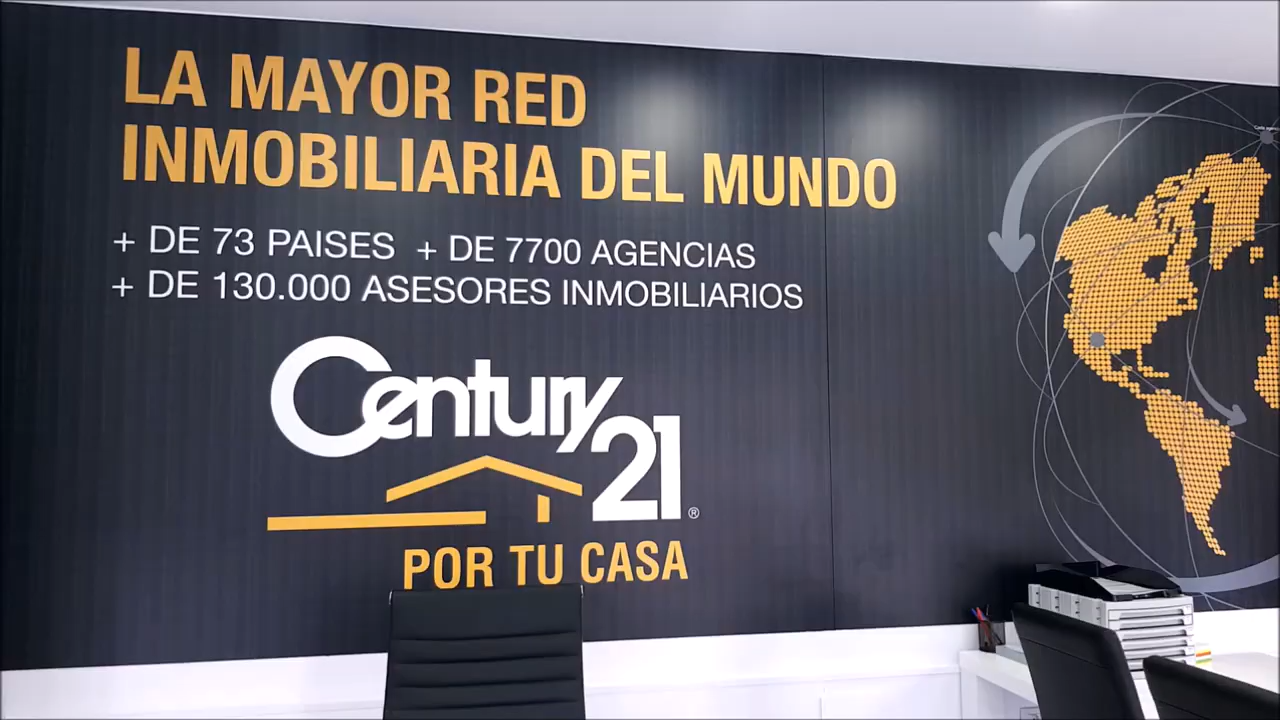 LA MAYOR RED
INMOBILIARIA DEL MUNDO
+ DE 73 PAISES + DE 7700 AGENCIAS
+ DE 130.000 ASESORES INMOBILIARIOS
Century
21®
POR TU CASA